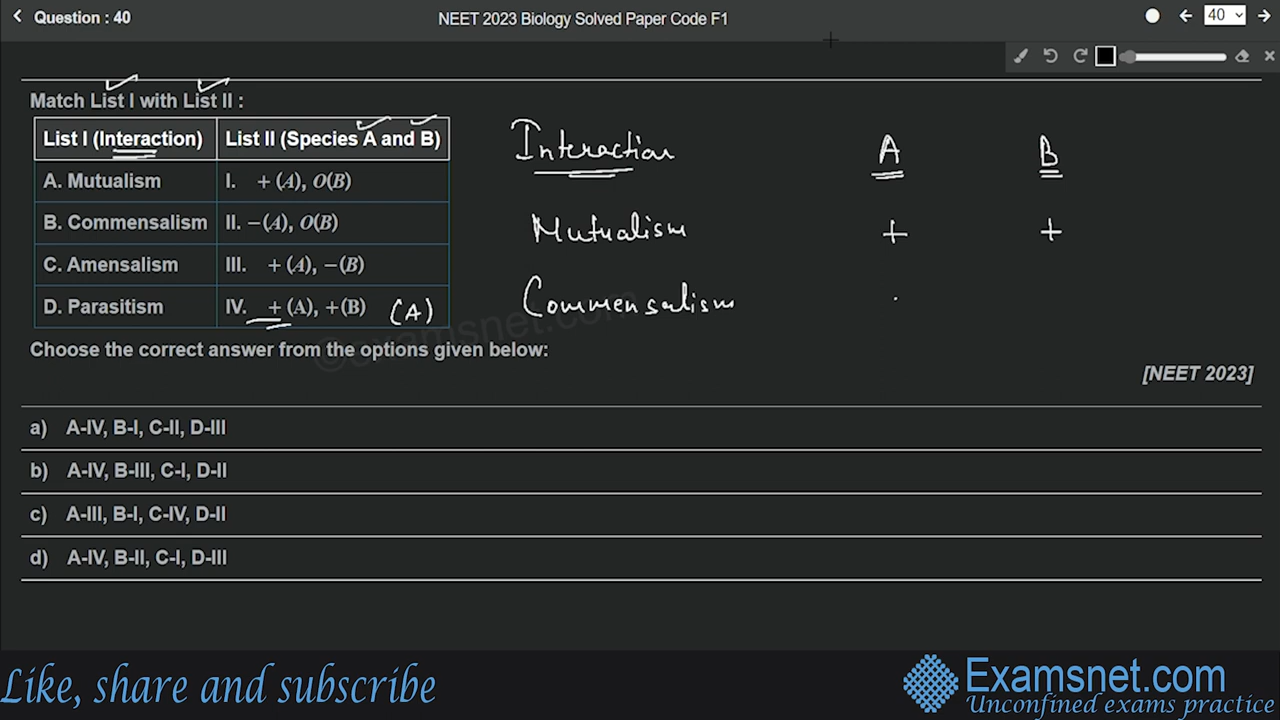 Question : 40
NEET 2023 Biology Solved Paper Code F1
40
Match List I with List II :
List I (Interaction) List II (Species A and B)
A. Mutualism I. + (A), O(B)
B. Commensalism II. −(A), O(B)
C. Amensalism III. + (A), −(B)
D. Parasitism IV. + (A), +(B) (A)
Interaction A B
Mutualism + +
Commensalism
©examsnet.com
Choose the correct answer from the options given below:
[NEET 2023]
a) A-IV, B-I, C-II, D-III
b) A-IV, B-III, C-I, D-II
c) A-III, B-I, C-IV, D-II
d) A-IV, B-II, C-I, D-III
Like, share and subscribe
Examsnet.com
Unconfined exams practice